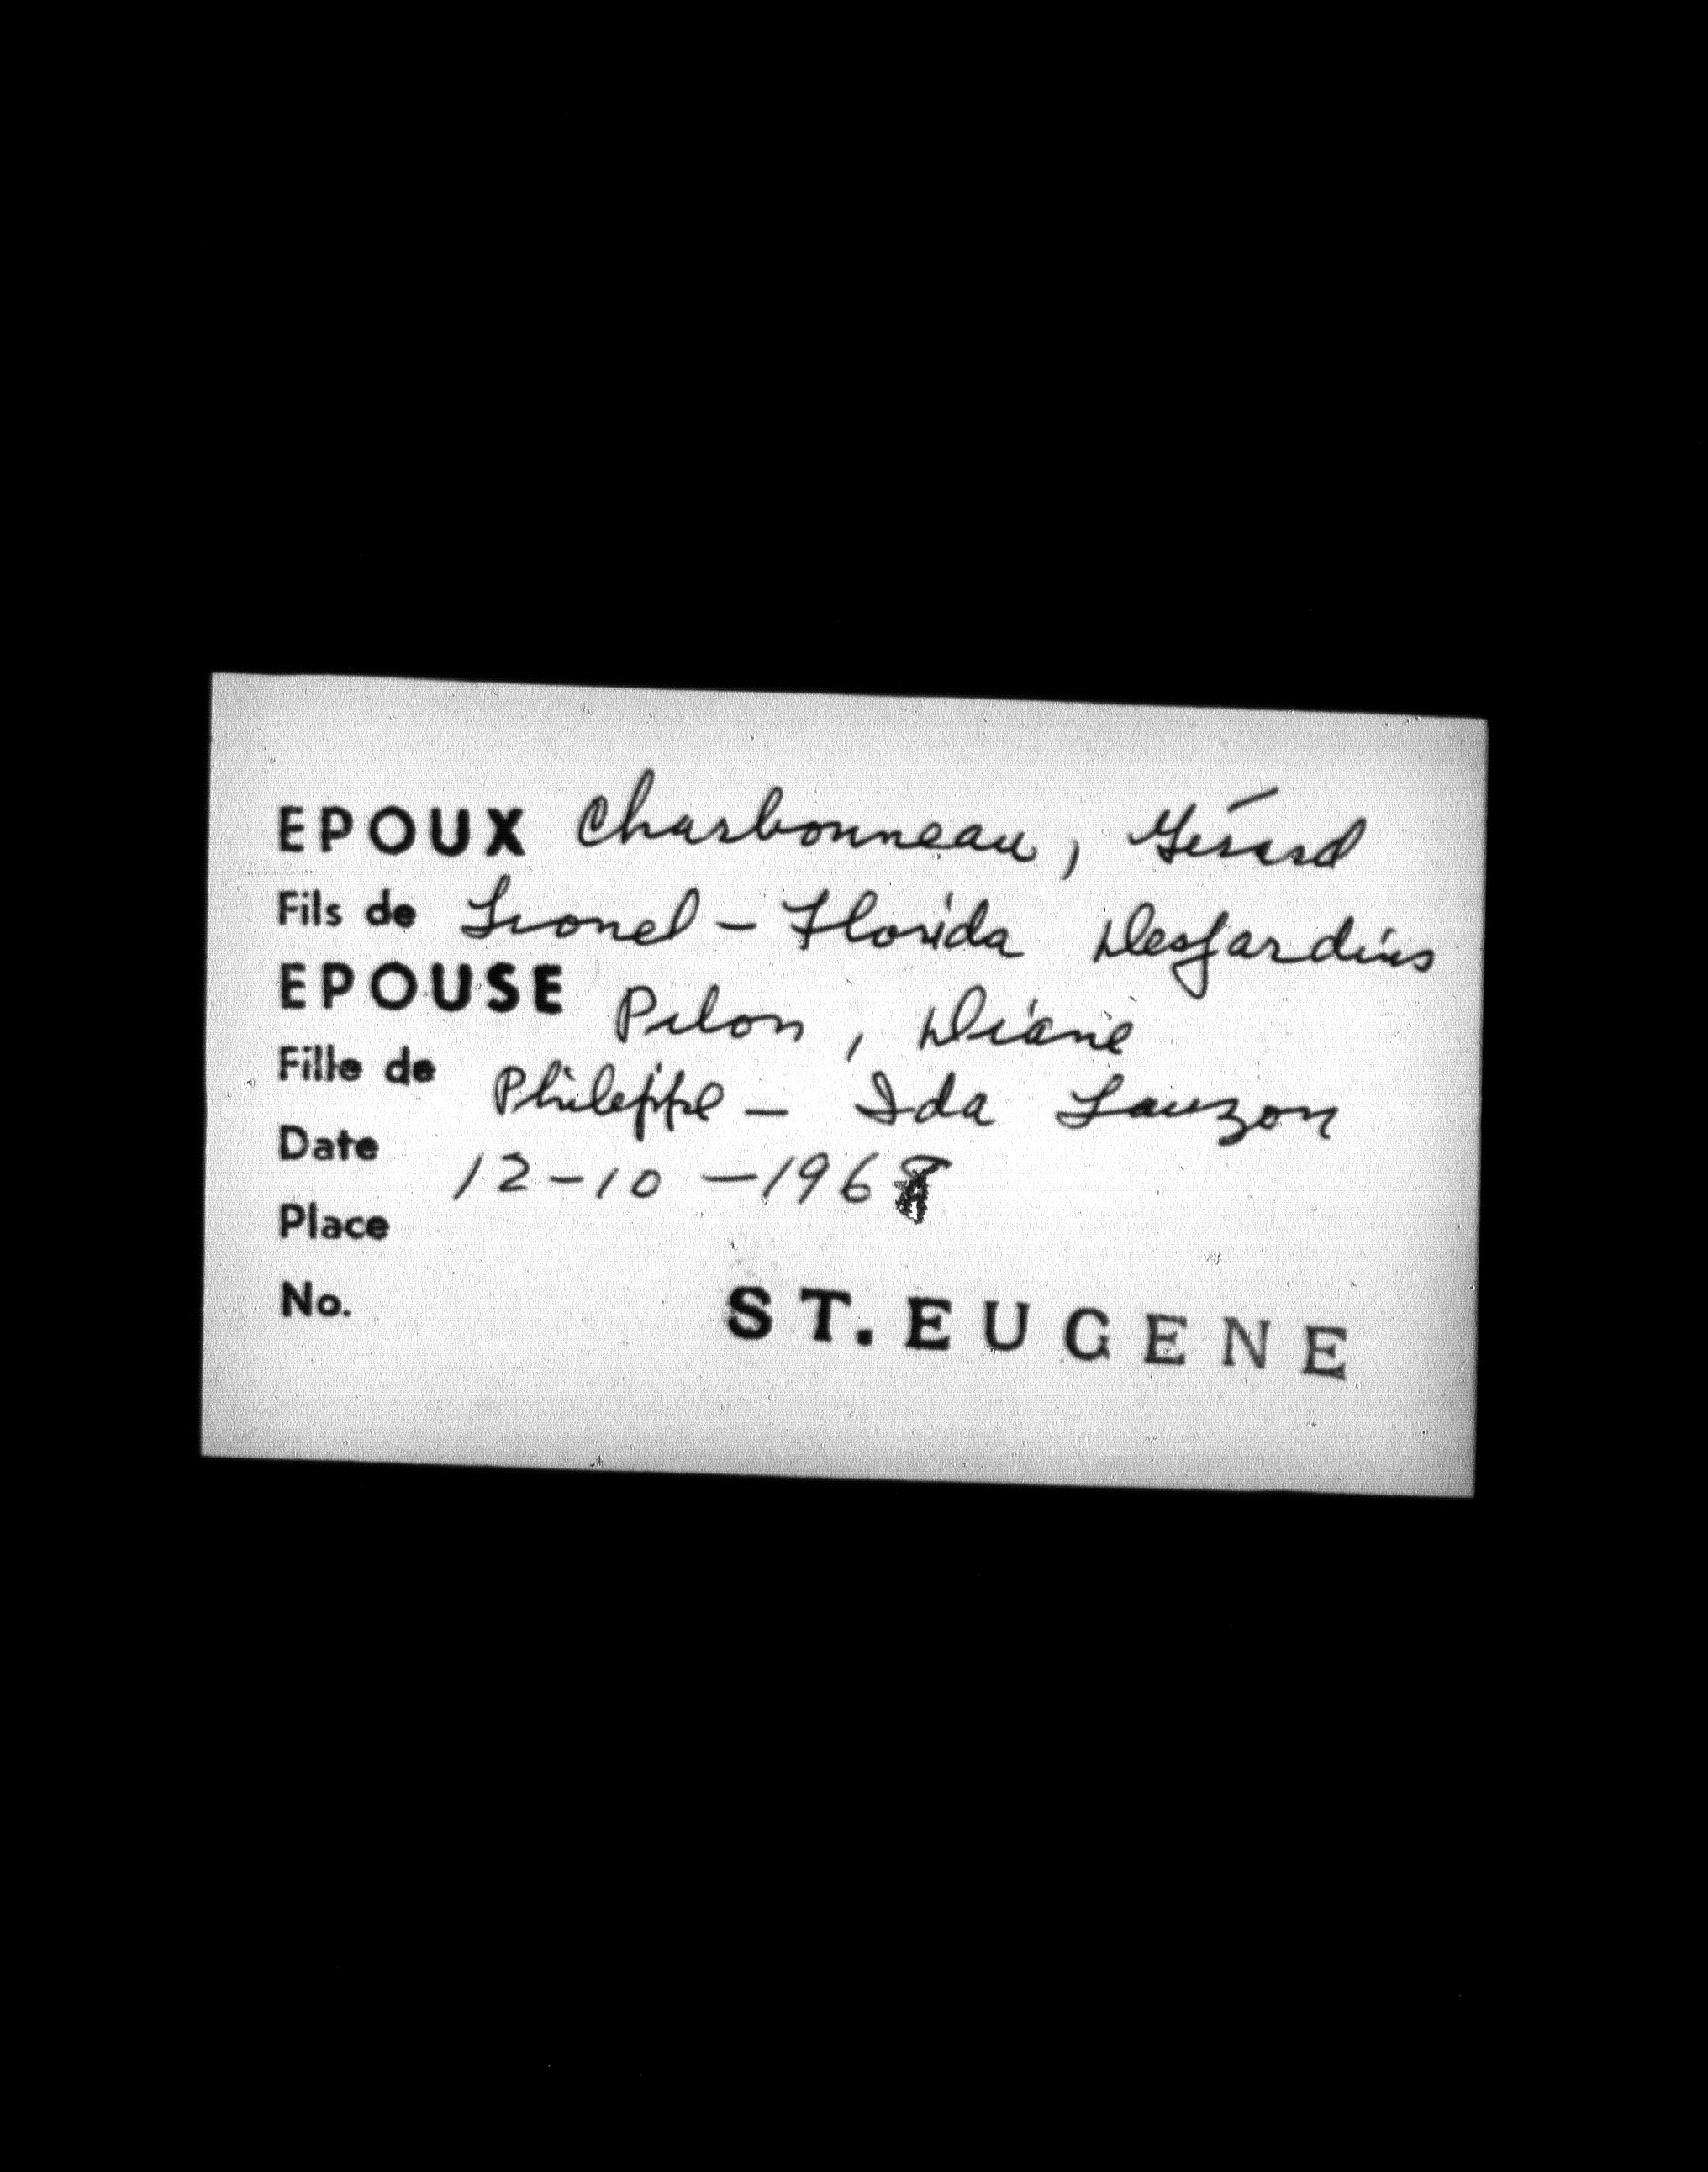 EPOUX Charbonneau, Gérard
Fils de Lionel - Florida Desjardins
EPOUSE Pilon, Diane
Fille de Philippe - Ida Lauzon
Date 12-10-1968
Place
No.
ST. EUGENE